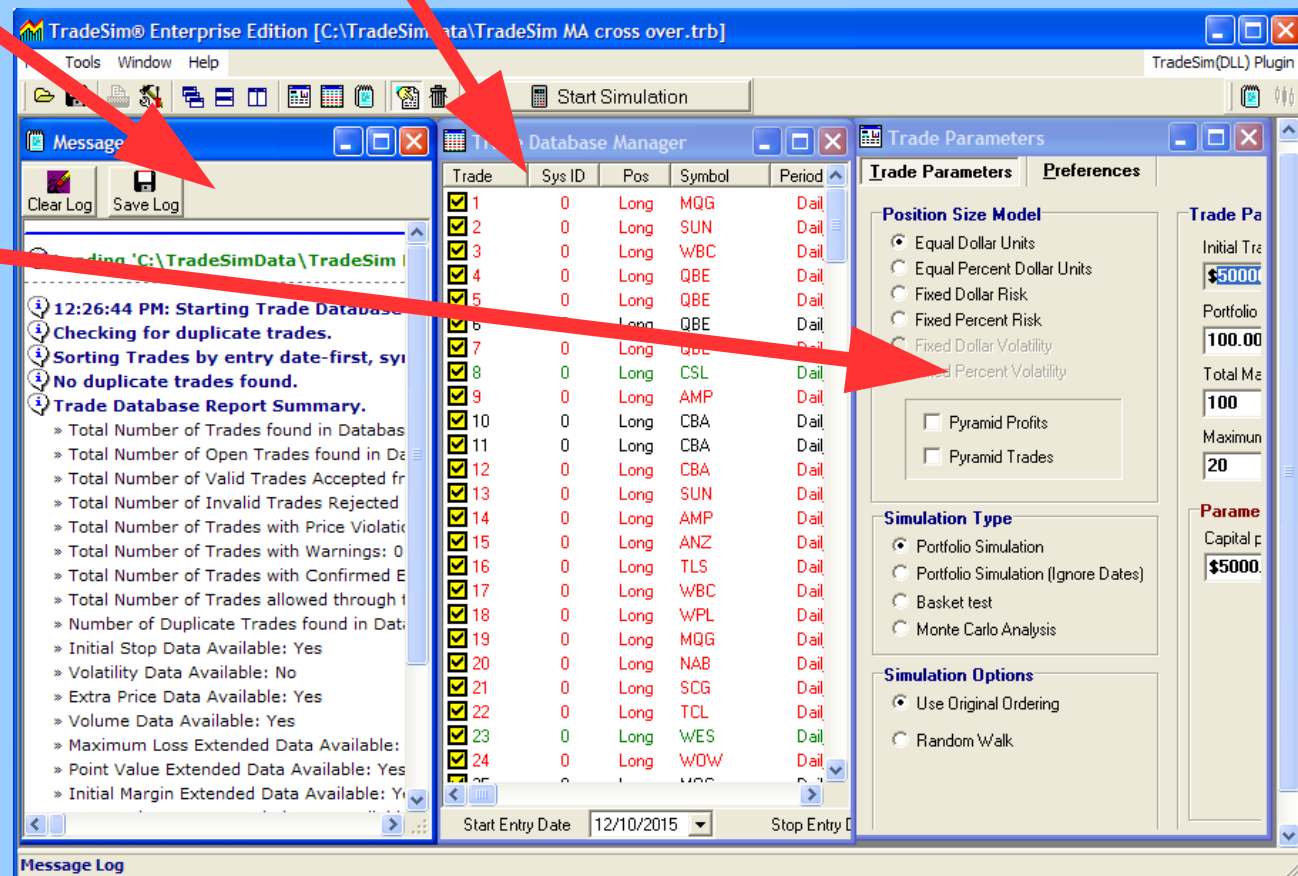 TradeSim® Enterprise Edition [C:\TradeSim ata\TradeSim MA cross over.trb]
Tools Window Help TradeSim(DLL) Plugin
Start Simulation
Message
Clear Log Save Log
'C:\TradeSimData\TradeSim
12:26:44 PM: Starting Trade Database
Checking for duplicate trades.
Sorting Trades by entry date-first, sy
No duplicate trades found.
Trade Database Report Summary.
» Total Number of Trades found in Databas
» Total Number of Open Trades found in Da
» Total Number of Valid Trades Accepted fr
» Total Number of Invalid Trades Rejected
» Total Number of Trades with Price Violatio
» Total Number of Trades with Warnings: 0
» Total Number of Trades with Confirmed E
» Total Number of Trades allowed through t
» Number of Duplicate Trades found in Data
» Initial Stop Data Available: Yes
» Volatility Data Available: No
» Extra Price Data Available: Yes
» Volume Data Available: Yes
» Maximum Loss Extended Data Available:
» Point Value Extended Data Available: Yes
» Initial Margin Extended Data Available: Y
Database Manager
Trade Sys ID Pos Symbol Period
1 0 Long MQG Dail
2 0 Long SUN Dail
3 0 Long WBC Dail
4 0 Long QBE Dail
5 0 Long QBE Dail
6 0 Long QBE Dail
7 0 Long QBE Dail
8 0 Long CSL Dail
9 0 Long AMP Dail
10 0 Long CBA Dail
11 0 Long CBA Dail
12 0 Long CBA Dail
13 0 Long SUN Dail
14 0 Long AMP Dail
15 0 Long ANZ Dail
16 0 Long TLS Dail
17 0 Long WBC Dail
18 0 Long WPL Dail
19 0 Long MQG Dail
20 0 Long NAB Dail
21 0 Long SCG Dail
22 0 Long TCL Dail
23 0 Long WES Dail
24 0 Long WOW Dail
Start Entry Date 12/10/2015 Stop Entry D
Trade Parameters
Trade Parameters Preferences
Position Size Model
Equal Dollar Units
Equal Percent Dollar Units
Fixed Dollar Risk
Fixed Percent Risk
Fixed Dollar Volatility
Percent Volatility
Pyramid Profits
Pyramid Trades
Simulation Type
Portfolio Simulation
Portfolio Simulation (Ignore Dates)
Basket test
Monte Carlo Analysis
Simulation Options
Use Original Ordering
Random Walk
Trade Pa
Initial Tra
$50000
Portfolio
100.00
Total Ma
100
Maximun
20
Parame
Capital p
$5000.
Message Log